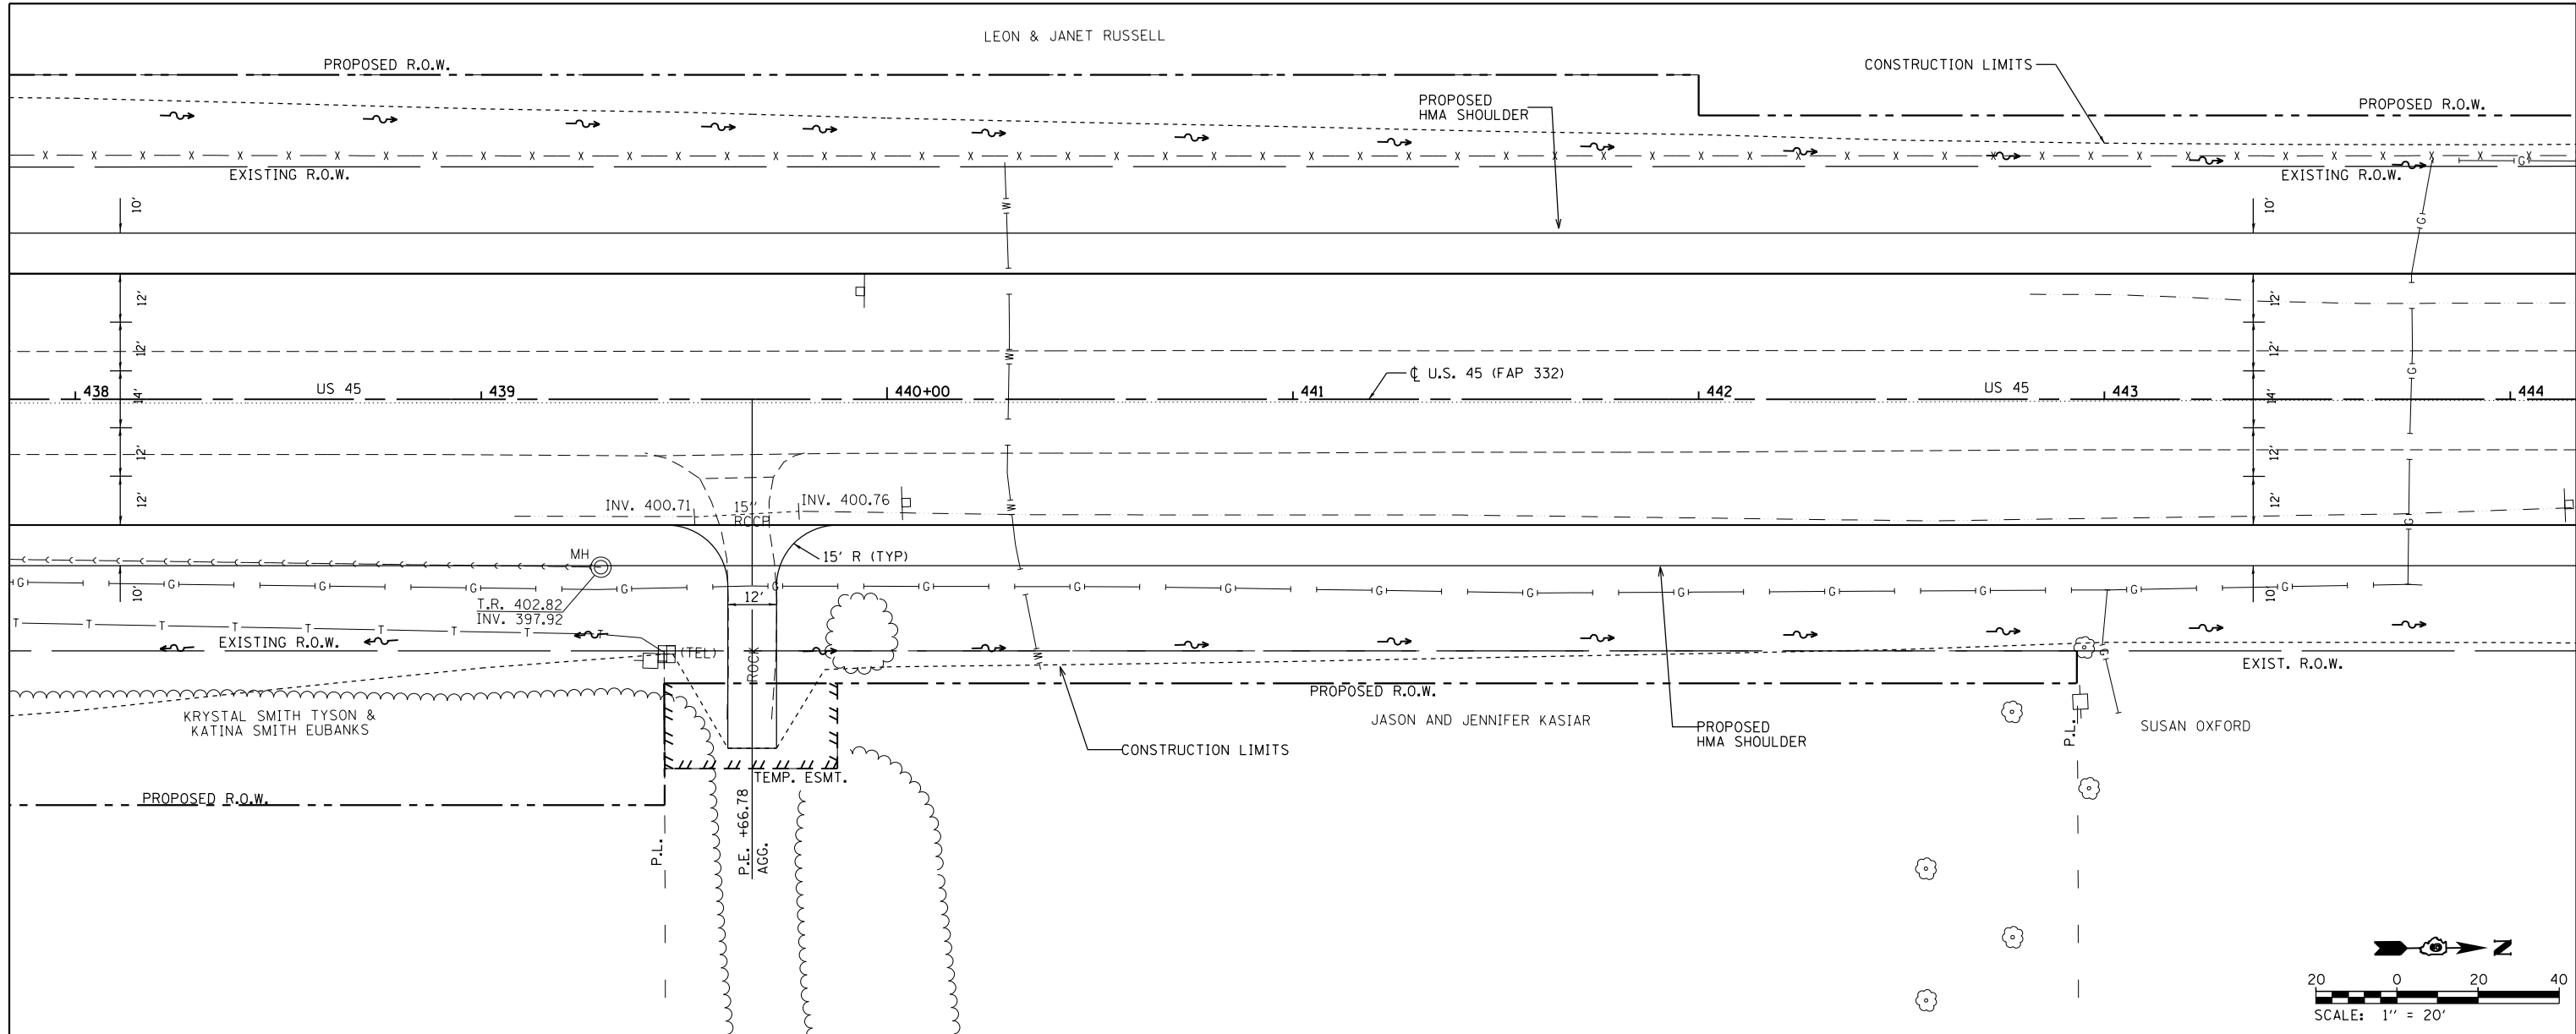 LEON & JANET RUSSELL
PROPOSED R.O.W.
CONSTRUCTION LIMITS
PROPOSED
HMA SHOULDER
PROPOSED R.O.W.
EXISTING R.O.W.
EXISTING R.O.W.
10'
10'
12'
12'
14'
12'
12'
12'
12'
14'
12'
12'
℄ U.S. 45 (FAP 332)
438
US 45
439
440+00
441
442
US 45
443
444
INV. 400.71
15"
RCCP
INV. 400.76
MH
15' R (TYP)
10'
10'
T.R. 402.82
INV. 397.92
12'
EXISTING R.O.W.
(TEL)
ROCK
EXIST. R.O.W.
PROPOSED R.O.W.
KRYSTAL SMITH TYSON &
KATINA SMITH EUBANKS
JASON AND JENNIFER KASIAR
PROPOSED
HMA SHOULDER
P.L.
SUSAN OXFORD
CONSTRUCTION LIMITS
TEMP. ESMT.
PROPOSED R.O.W.
P.L.
P.E. +66.78
AGG.
N
20 0 20 40
SCALE: 1" = 20'